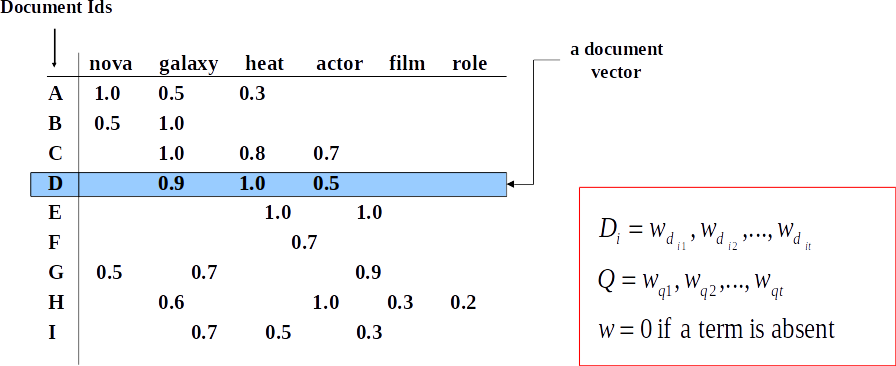 Document Ids
nova galaxy heat actor film role
a document
vector
A 1.0 0.5 0.3
B 0.5 1.0
C 1.0 0.8 0.7
D 0.9 1.0 0.5
E 1.0 1.0
F 0.7
G 0.5 0.7 0.9
H 0.6 1.0 0.3 0.2
I 0.7 0.5 0.3
D_i = w_{d_{i1}}, w_{d_{i2}},..., w_{d_{it}}
Q = w_{q1}, w_{q2},..., w_{qt}
w = 0 if a term is absent